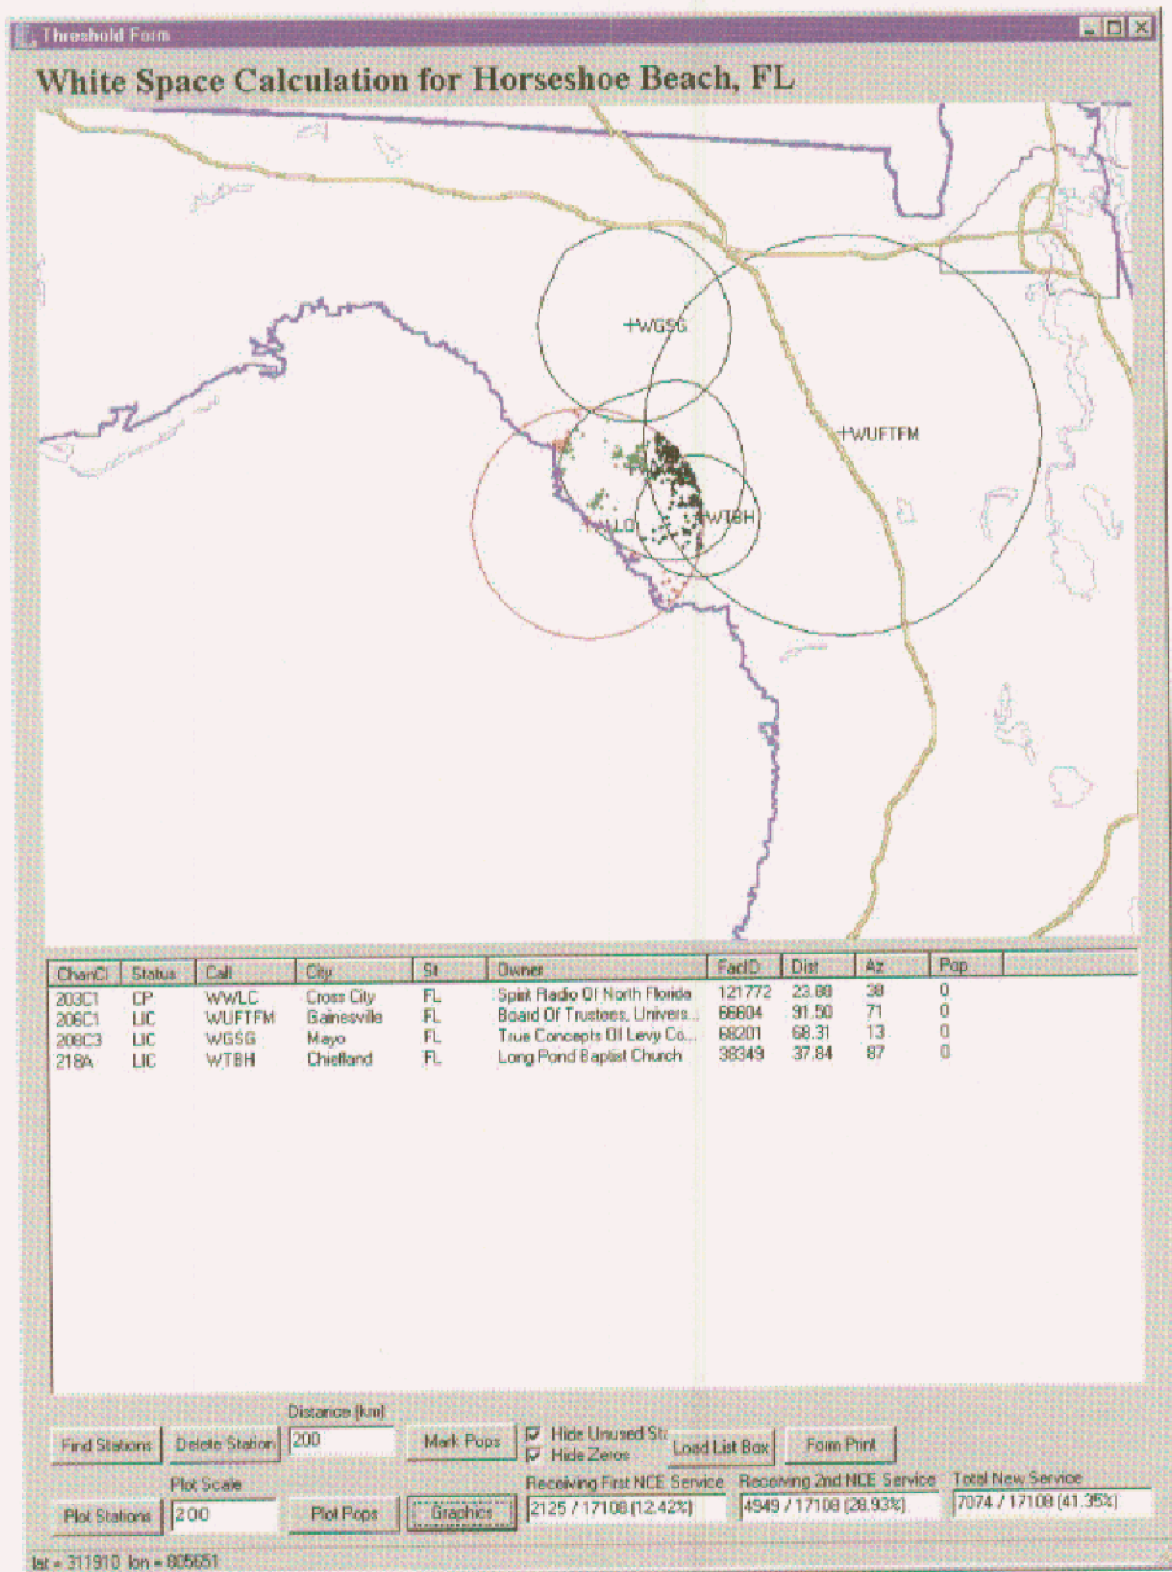 Threshold Form
White Space Calculation for Horseshoe Beach, FL
WGSG
WUFTFM
WTBH
ChanCl Status Call City St Owner FacID Dist Az Pop
203C1 CP WWLC Cross City FL Spirit Radio Of North Florida 121772 23.88 38 0
206C1 LIC WUFTFM Gainesville FL Board Of Trustees, Univers... 66604 91.50 71 0
208C3 LIC WGSG Mayo FL True Concepts Of Levy Co... 68201 68.31 13 0
218A LIC WTBH Chiefland FL Long Pond Baptist Church 38349 37.84 87 0
Distance (km)
Find Stations Delete Station 200 Mark Pops Hide Unused Sta Load List Box Form Print
Hide Zeros
Plot Scale Receiving First NCE Service Receiving 2nd NCE Service Total New Service
Plot Stations 200 Plot Pops Graphics 2125 / 17108 (12.42%) 4949 / 17108 (28.93%) 7074 / 17108 (41.35%)
lat = 311910 lon = 805651